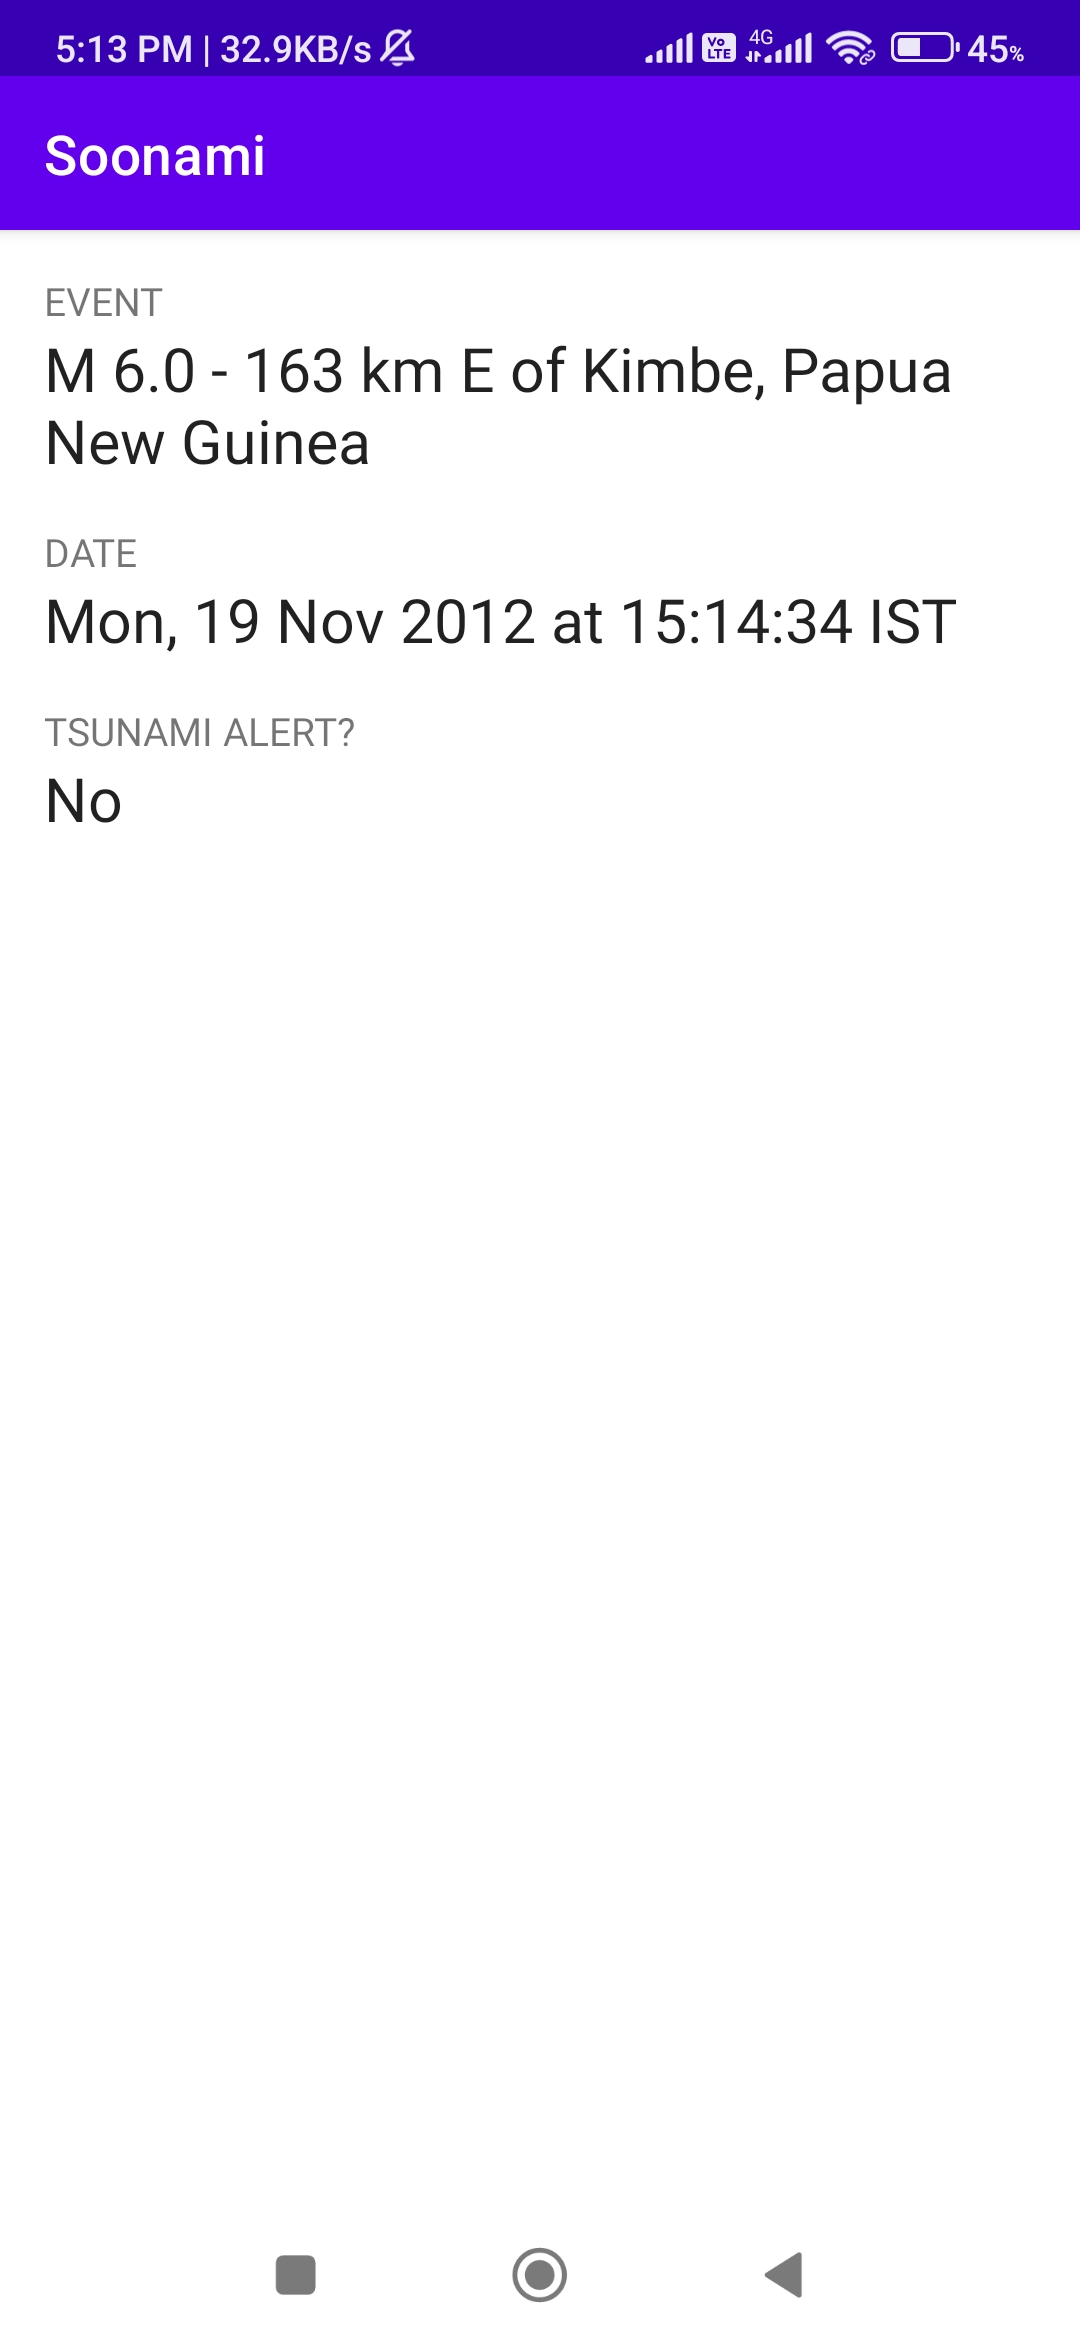 5:13 PM | 32.9KB/s Vo LTE 4G 45%
Soonami
EVENT
M 6.0 - 163 km E of Kimbe, Papua
New Guinea
DATE
Mon, 19 Nov 2012 at 15:14:34 IST
TSUNAMI ALERT?
No